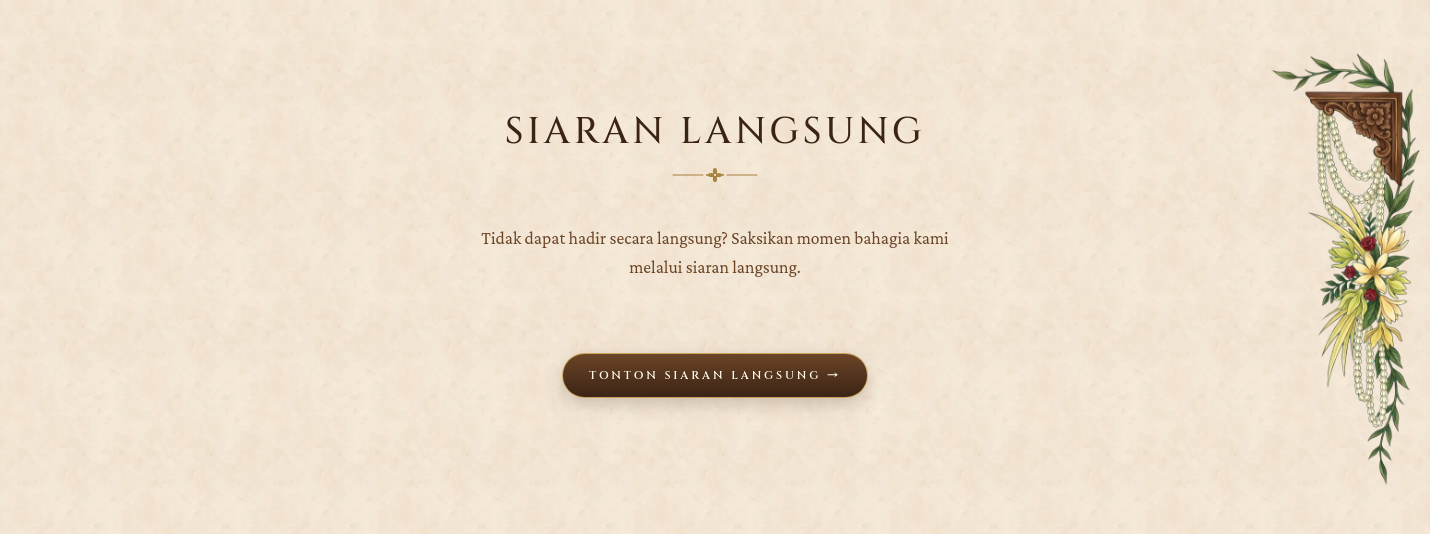 SIARAN LANGSUNG
Tidak dapat hadir secara langsung? Saksikan momen bahagia kami
melalui siaran langsung.
TONTON SIARAN LANGSUNG →